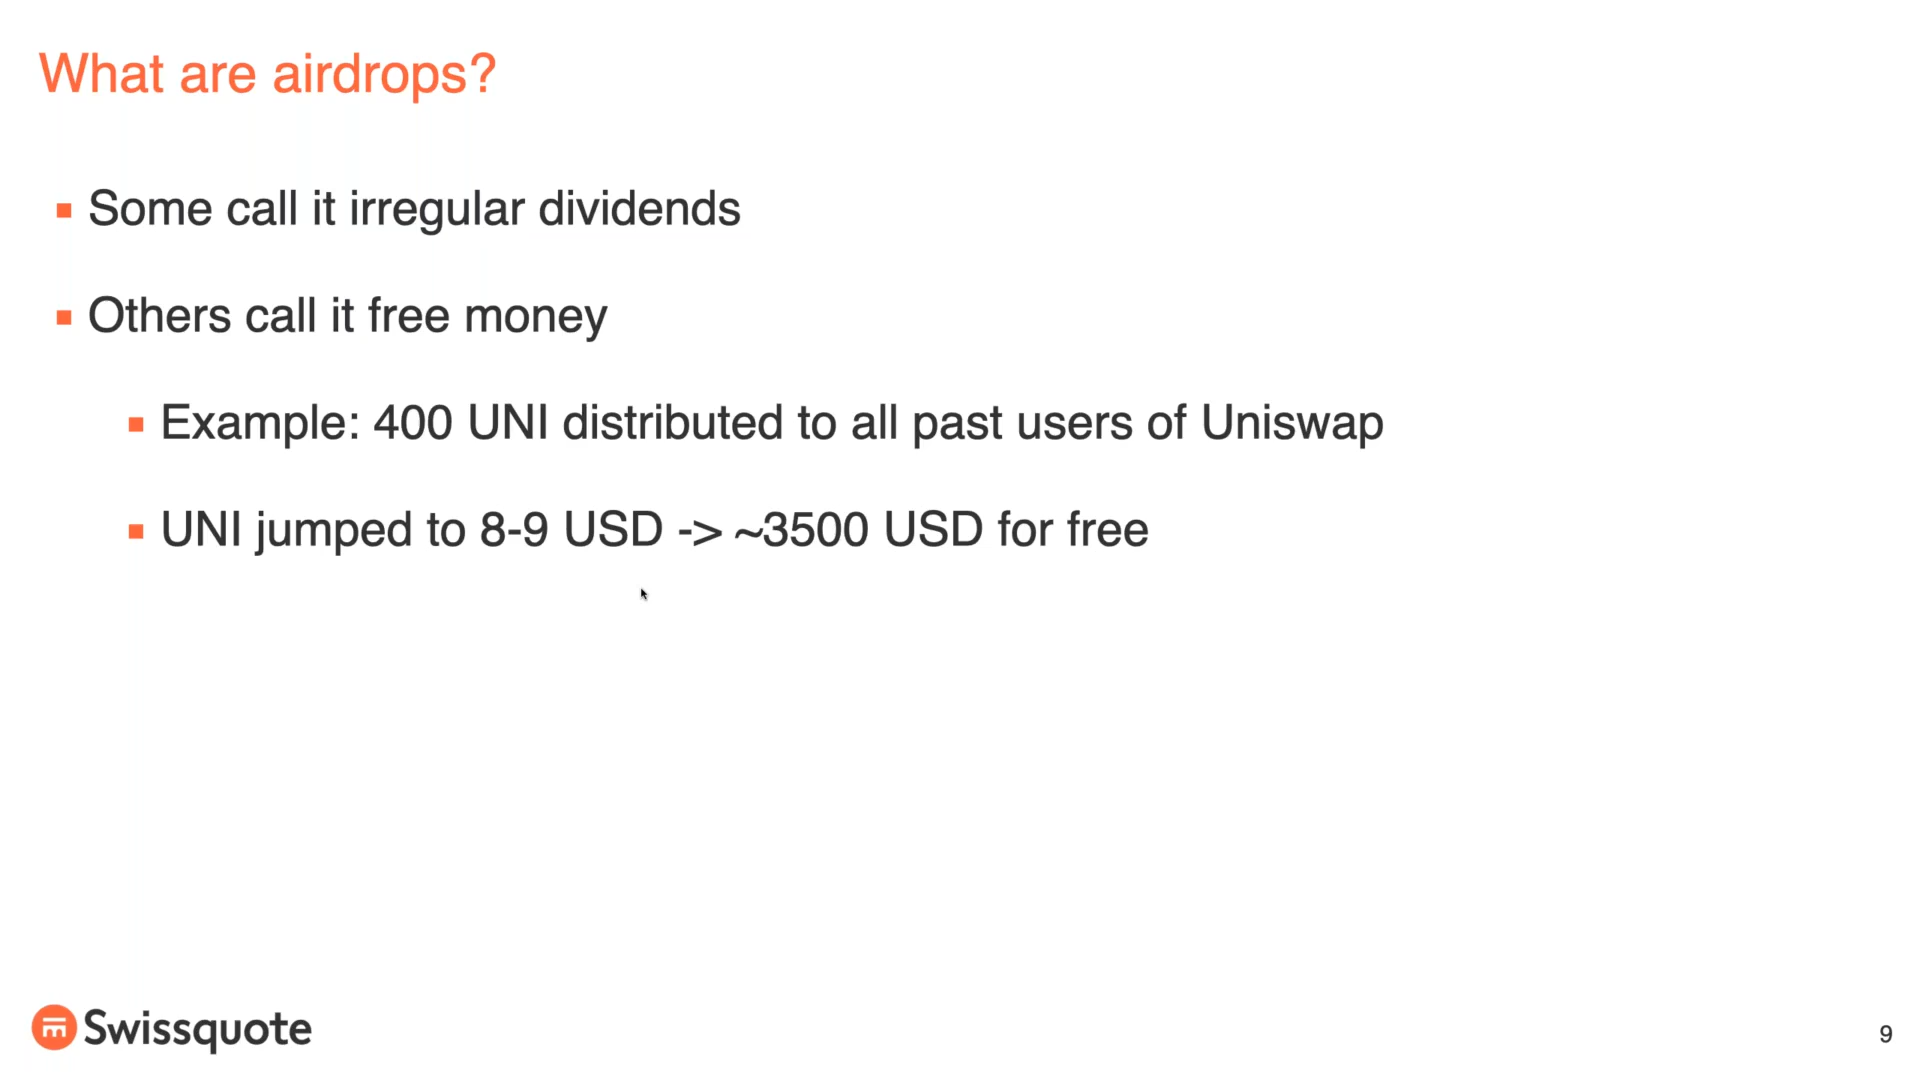 What are airdrops?
Some call it irregular dividends
Others call it free money
Example: 400 UNI distributed to all past users of Uniswap
UNI jumped to 8-9 USD -> ~3500 USD for free
Swissquote
9